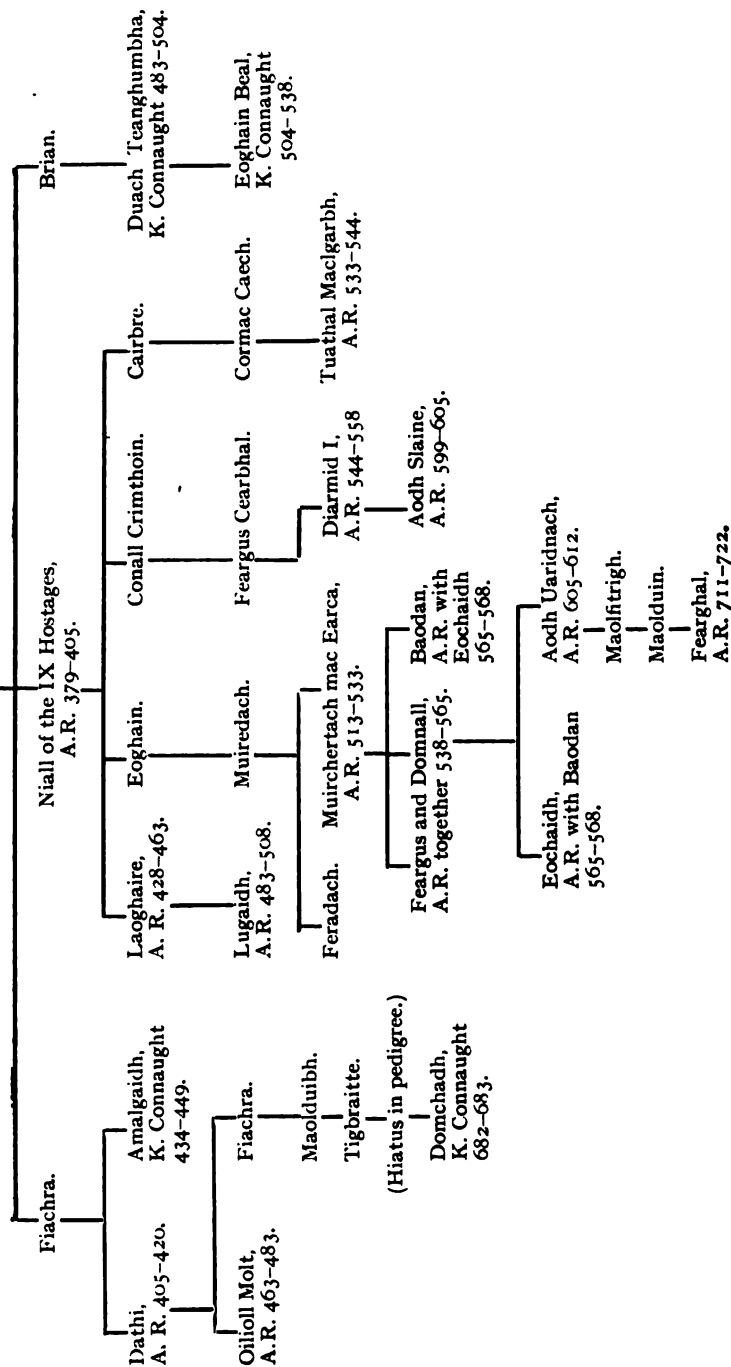 Fiachra.
Niall of the IX Hostages,
A.R. 379–405.
Brian.
Dathi,
A. R. 405–420.
Amalgaidh,
K. Connaught
434–449.
Laoghaire,
A. R. 428–463.
Eoghain.
Conall Crimthoin.
Cairbre.
Duach Teanghumbha,
K. Connaught 483–504.
Oilioll Molt,
A.R. 463–483.
Fiachra.
Lugaidh,
A.R. 483–508.
Muiredach.
Feargus Cearbhal.
Cormac Caech.
Eoghain Beal,
K. Connaught
504–538.
Maolduibh.
Tigbraitte.
(Hiatus in pedigree.)
Domchadh,
K. Connaught
682–683.
Feradach.
Muirchertach mac Earca,
A.R. 513–533.
Diarmid I,
A.R. 544–558
Tuathal Maclgarbh,
A.R. 533–544.
Feargus and Domnall,
A.R. together 538–565.
Baodan,
A.R. with
Eochaidh
565–568.
Aodh Slaine,
A.R. 599–605.
Eochaidh,
A.R. with Baodan
565–568.
Aodh Uaridnach,
A.R. 605–612.
Maolfitrigh.
Maolduin.
Fearghal,
A.R. 711–722.